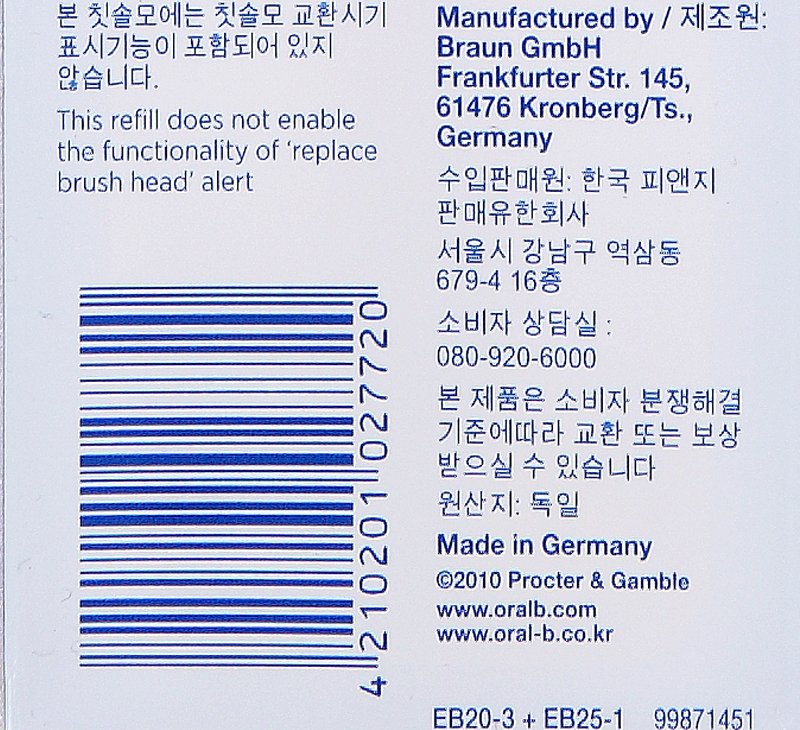 본 칫솔모에는 칫솔모 교환시기
표시기능이 포함되어 있지
않습니다.
This refill does not enable
the functionality of ‘replace
brush head’ alert
4 210201 027720
Manufactured by / 제조원:
Braun GmbH
Frankfurter Str. 145,
61476 Kronberg/Ts.,
Germany
수입판매원: 한국 피앤지
판매유한회사
서울시 강남구 역삼동
679-4 16층
소비자 상담실 :
080-920-6000
본 제품은 소비자 분쟁해결
기준에따라 교환 또는 보상
받으실 수 있습니다
원산지: 독일
Made in Germany
©2010 Procter & Gamble
www.oralb.com
www.oral-b.co.kr
EB20-3 + EB25-1 99871451